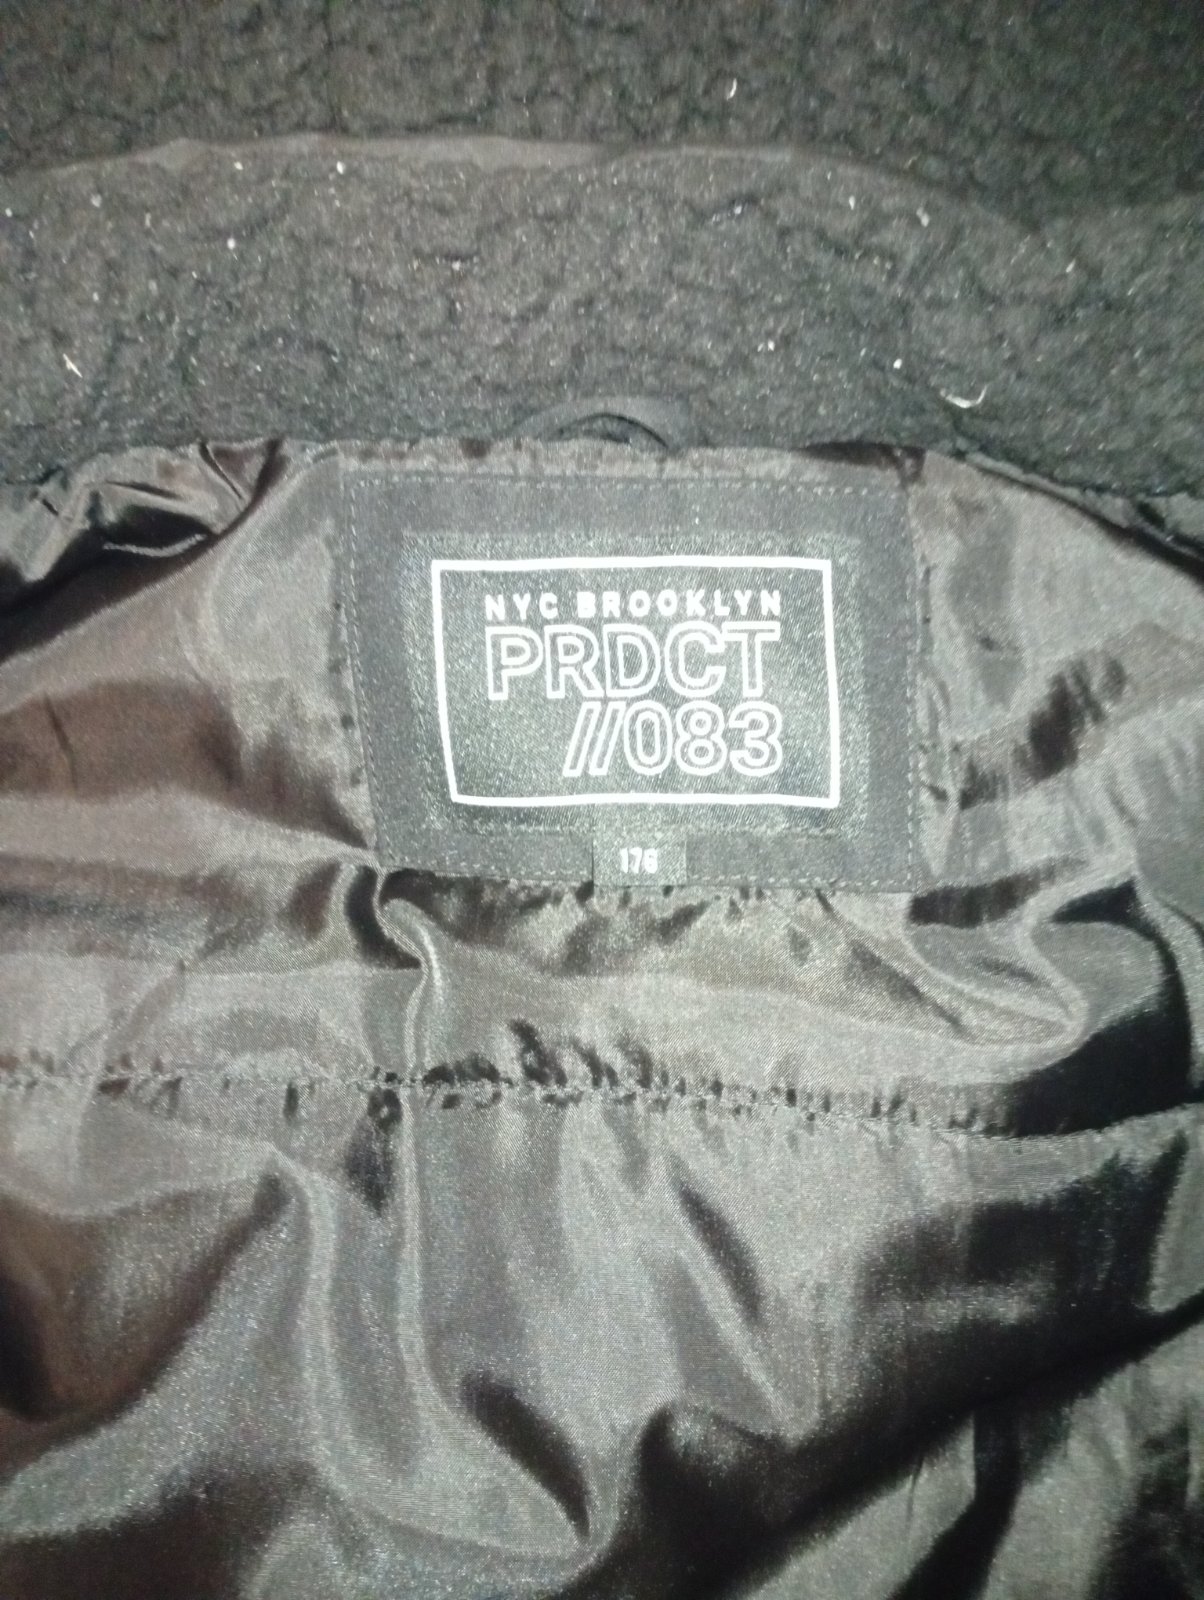 NYC BROOKLYN
PRDCT
//083
176